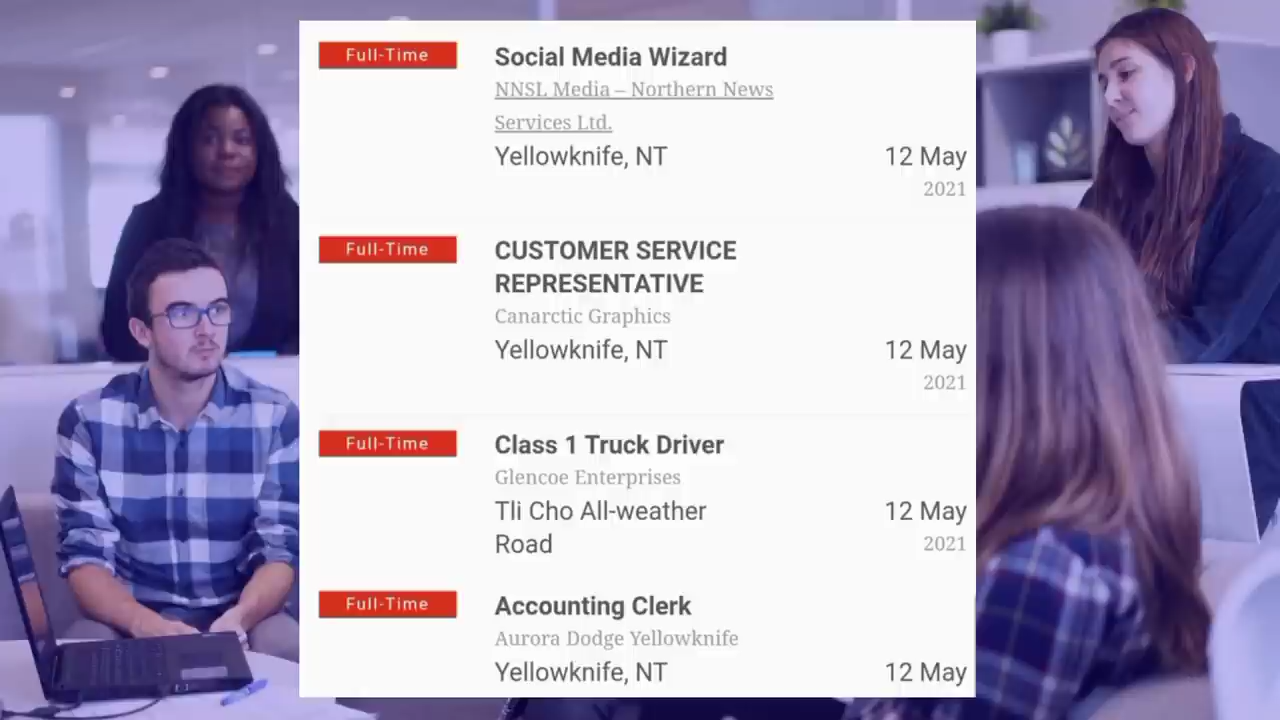 Full-Time
Social Media Wizard
NNSL Media – Northern News
Services Ltd.
Yellowknife, NT
12 May
2021
Full-Time
CUSTOMER SERVICE
REPRESENTATIVE
Canarctic Graphics
Yellowknife, NT
12 May
2021
Full-Time
Class 1 Truck Driver
Glencoe Enterprises
Tli Cho All-weather
Road
12 May
2021
Full-Time
Accounting Clerk
Aurora Dodge Yellowknife
Yellowknife, NT
12 May